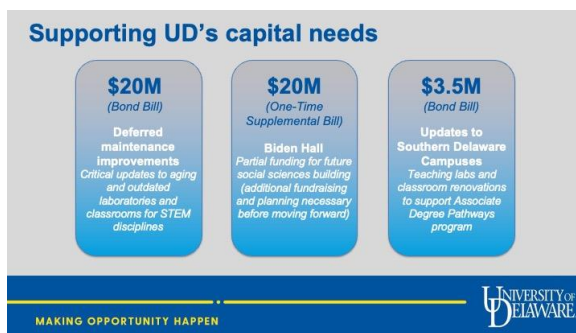 Supporting UD's capital needs
$20M
(Bond Bill)
Deferred
maintenance
improvements
Critical updates to aging
and outdated
laboratories and
classrooms for STEM
disciplines
$20M
(One-Time
Supplemental Bill)
Biden Hall
Partial funding for future
social sciences building
(additional fundraising
and planning necessary
before moving forward)
$3.5M
(Bond Bill)
Updates to
Southern Delaware
Campuses
Teaching labs and
classroom renovations
to support Associate
Degree Pathways
program
MAKING OPPORTUNITY HAPPEN
UNIVERSITY OF
DELAWARE